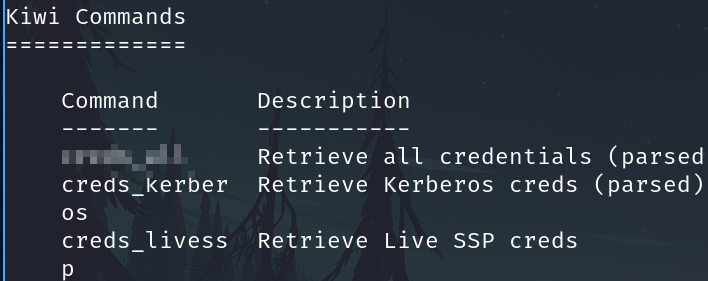 Kiwi Commands
=============
Command Description
------- -----------
Retrieve all credentials (parsed
creds_kerber Retrieve Kerberos creds (parsed)
os
creds_livess Retrieve Live SSP creds
p